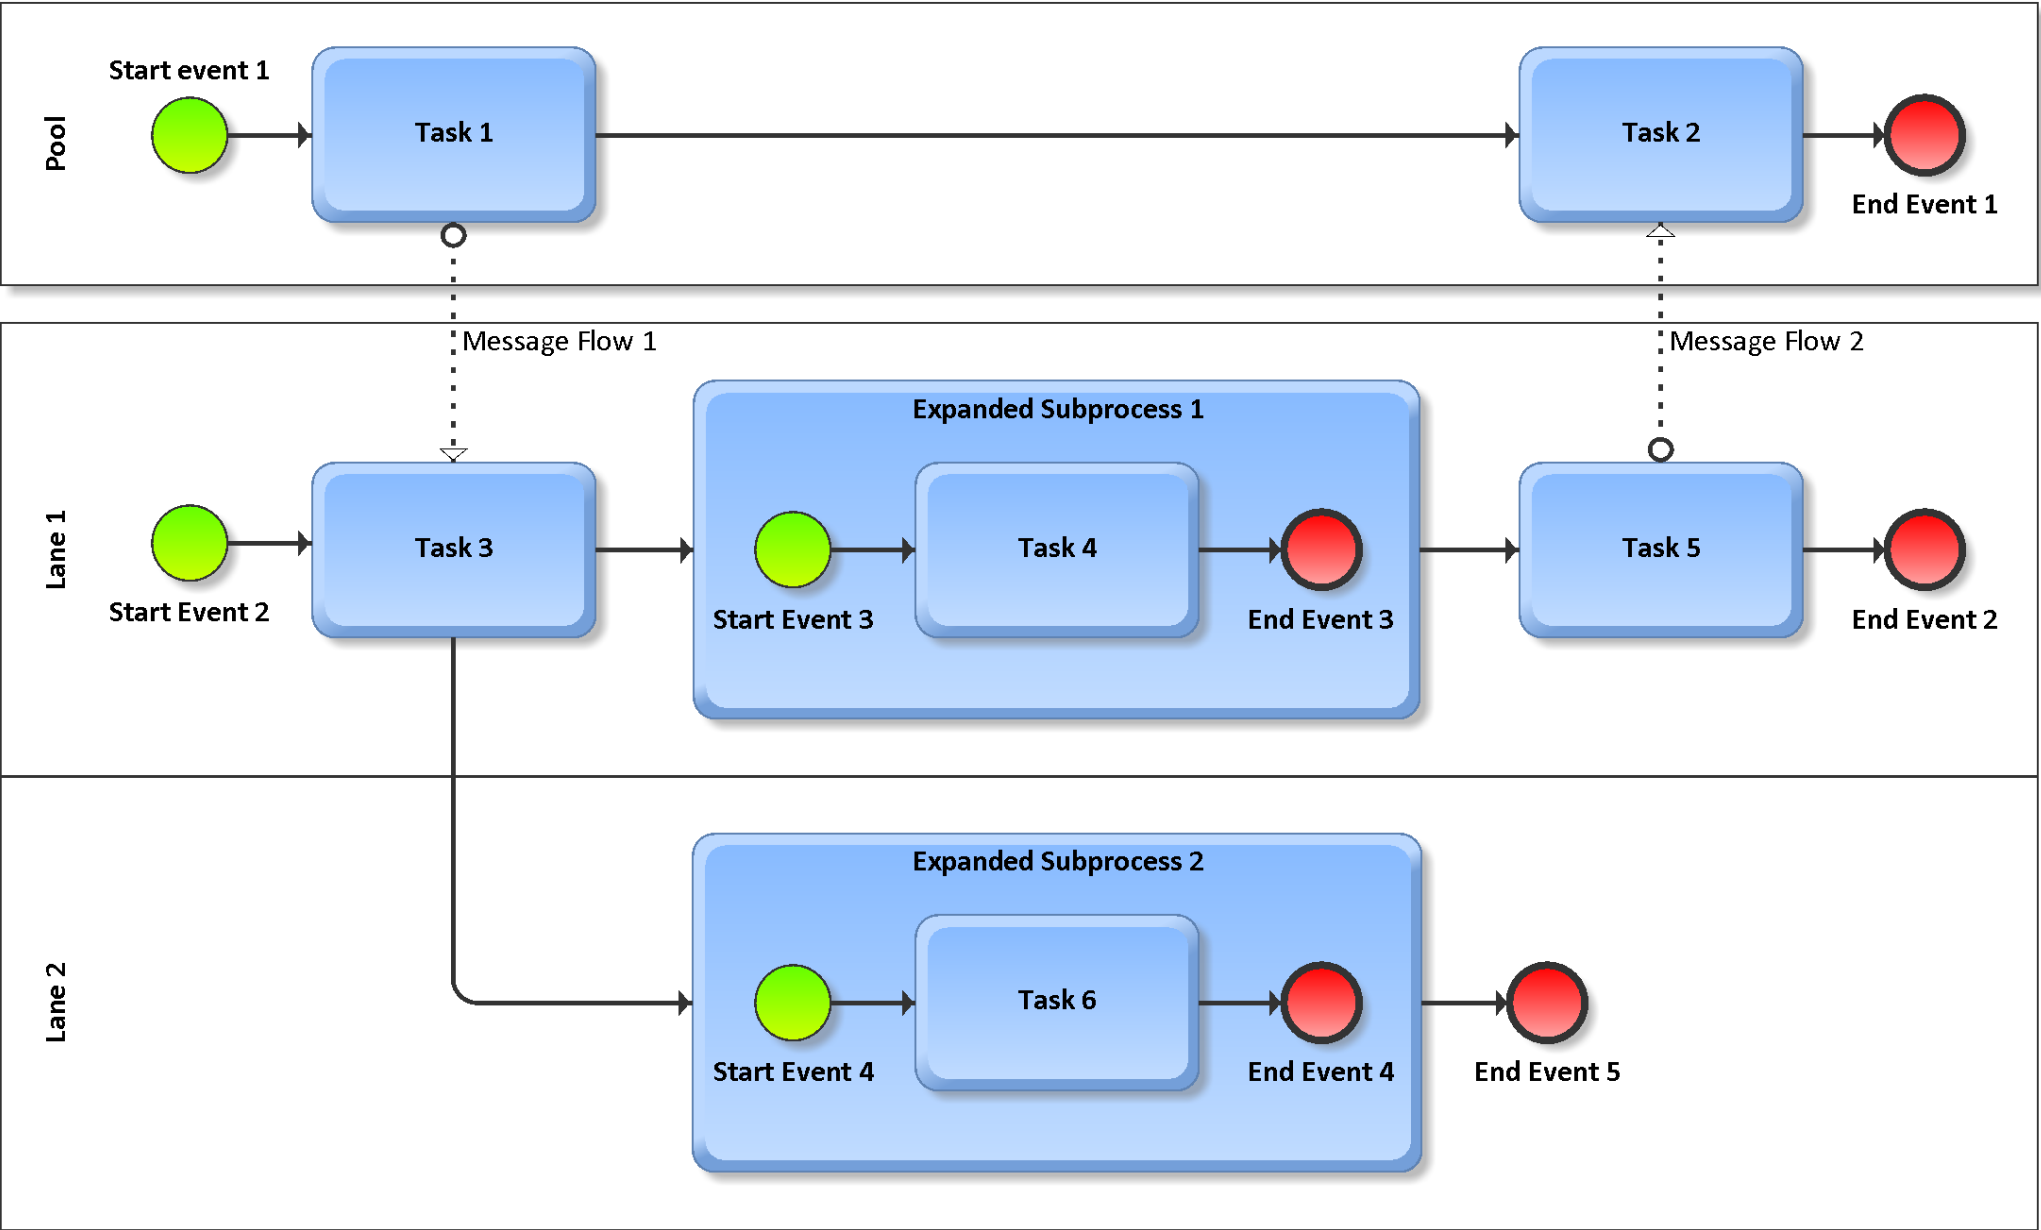 Pool
Start event 1
Task 1
Task 2
End Event 1
Message Flow 1
Message Flow 2
Lane 1
Start Event 2
Task 3
Expanded Subprocess 1
Start Event 3
Task 4
End Event 3
Task 5
End Event 2
Lane 2
Expanded Subprocess 2
Start Event 4
Task 6
End Event 4
End Event 5